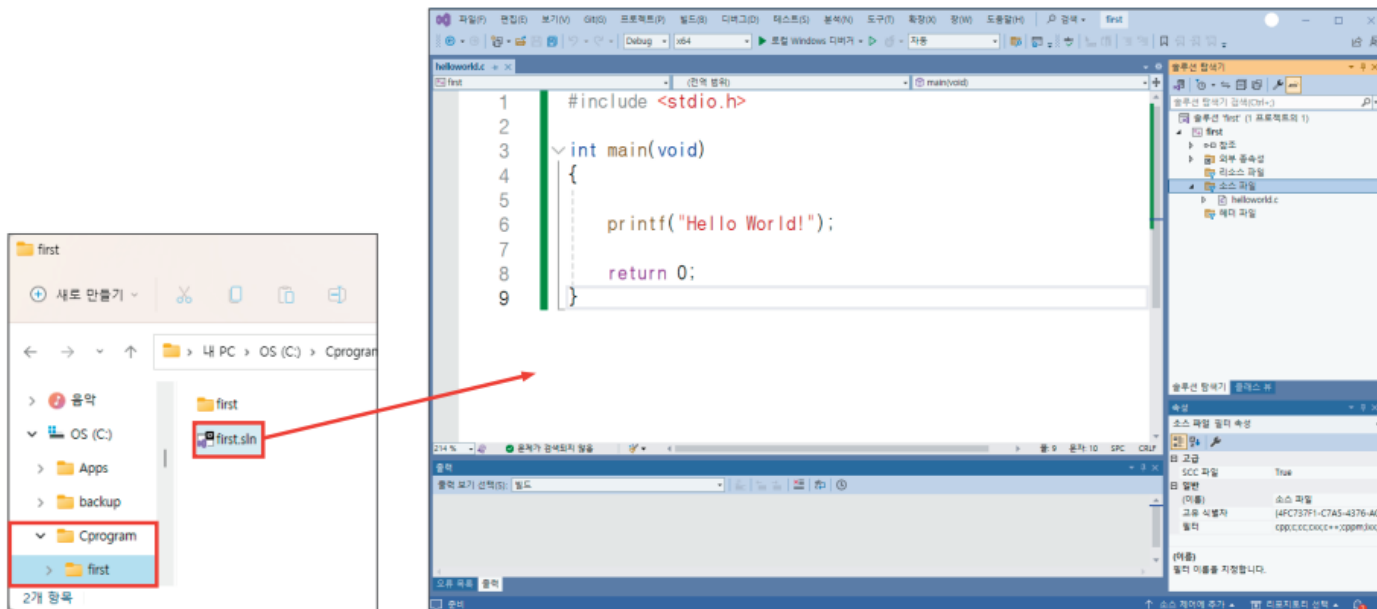 first
새로 만들기
내 PC > OS (C:) > Cprogram
음악
OS (C:)
Apps
backup
Cprogram
first
first
first.sln
2개 항목
파일(F) 편집(E) 보기(V) Git(G) 프로젝트(P) 빌드(B) 디버그(D) 테스트(S) 분석(N) 도구(T) 확장(X) 창(W) 도움말(H) 검색 first
Debug x64 로컬 Windows 디버거 자동
helloworld.c
first (전역 범위) main(void)
1 #include <stdio.h>
2
3 int main(void)
4 {
5
6 printf("Hello World!");
7
8 return 0;
9 }
214 % 문제가 검색되지 않음 줄: 9 문자: 10 SPC CRLF
출력
출력 보기 선택(S): 빌드
오류 목록 출력
준비
솔루션 탐색기
솔루션 탐색기 검색(Ctrl+;)
솔루션 'first' (1 프로젝트의 1)
first
참조
외부 종속성
리소스 파일
소스 파일
helloworld.c
헤더 파일
솔루션 탐색기 클래스 뷰
속성
소스 파일 필터 속성
고급
SCC 파일 True
일반
(이름) 소스 파일
고유 식별자 {4FC737F1-C7A5-4376-A0
필터
(이름)
필터 이름을 지정합니다.
소스 제어에 추가 리포지토리 선택